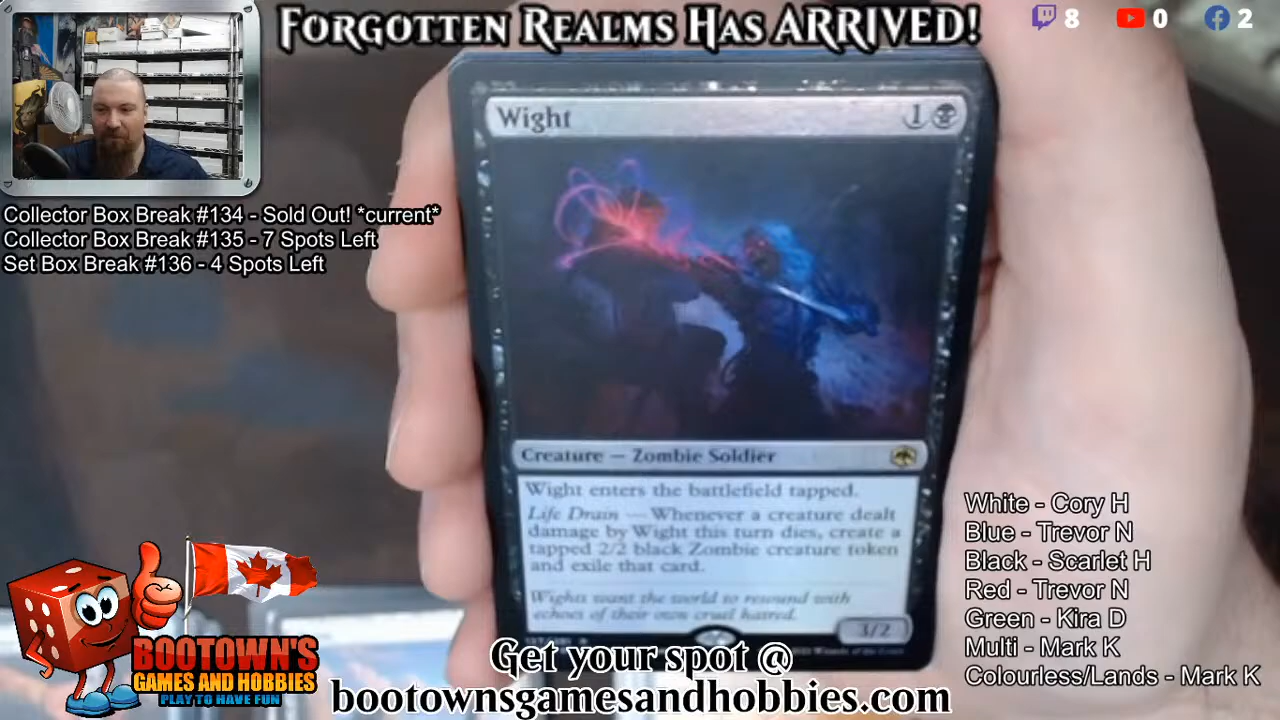 FORGOTTEN REALMS HAS ARRIVED!
8 0 2
Collector Box Break #134 - Sold Out! *current*
Collector Box Break #135 - 7 Spots Left
Set Box Break #136 - 4 Spots Left
Wight 1
Creature — Zombie Soldier
Wight enters the battlefield tapped.
Life Drain — Whenever a creature dealt
damage by Wight this turn dies, create a
tapped 2/2 black Zombie creature token
and exile that card.
Wights want the world to resound with
echoes of their own cruel hatred.
3/2
White - Cory H
Blue - Trevor N
Black - Scarlet H
Red - Trevor N
Green - Kira D
Multi - Mark K
Colourless/Lands - Mark K
BOOTOWN'S
GAMES AND HOBBIES
PLAY TO HAVE FUN
Get your spot @
bootownsgamesandhobbies.com